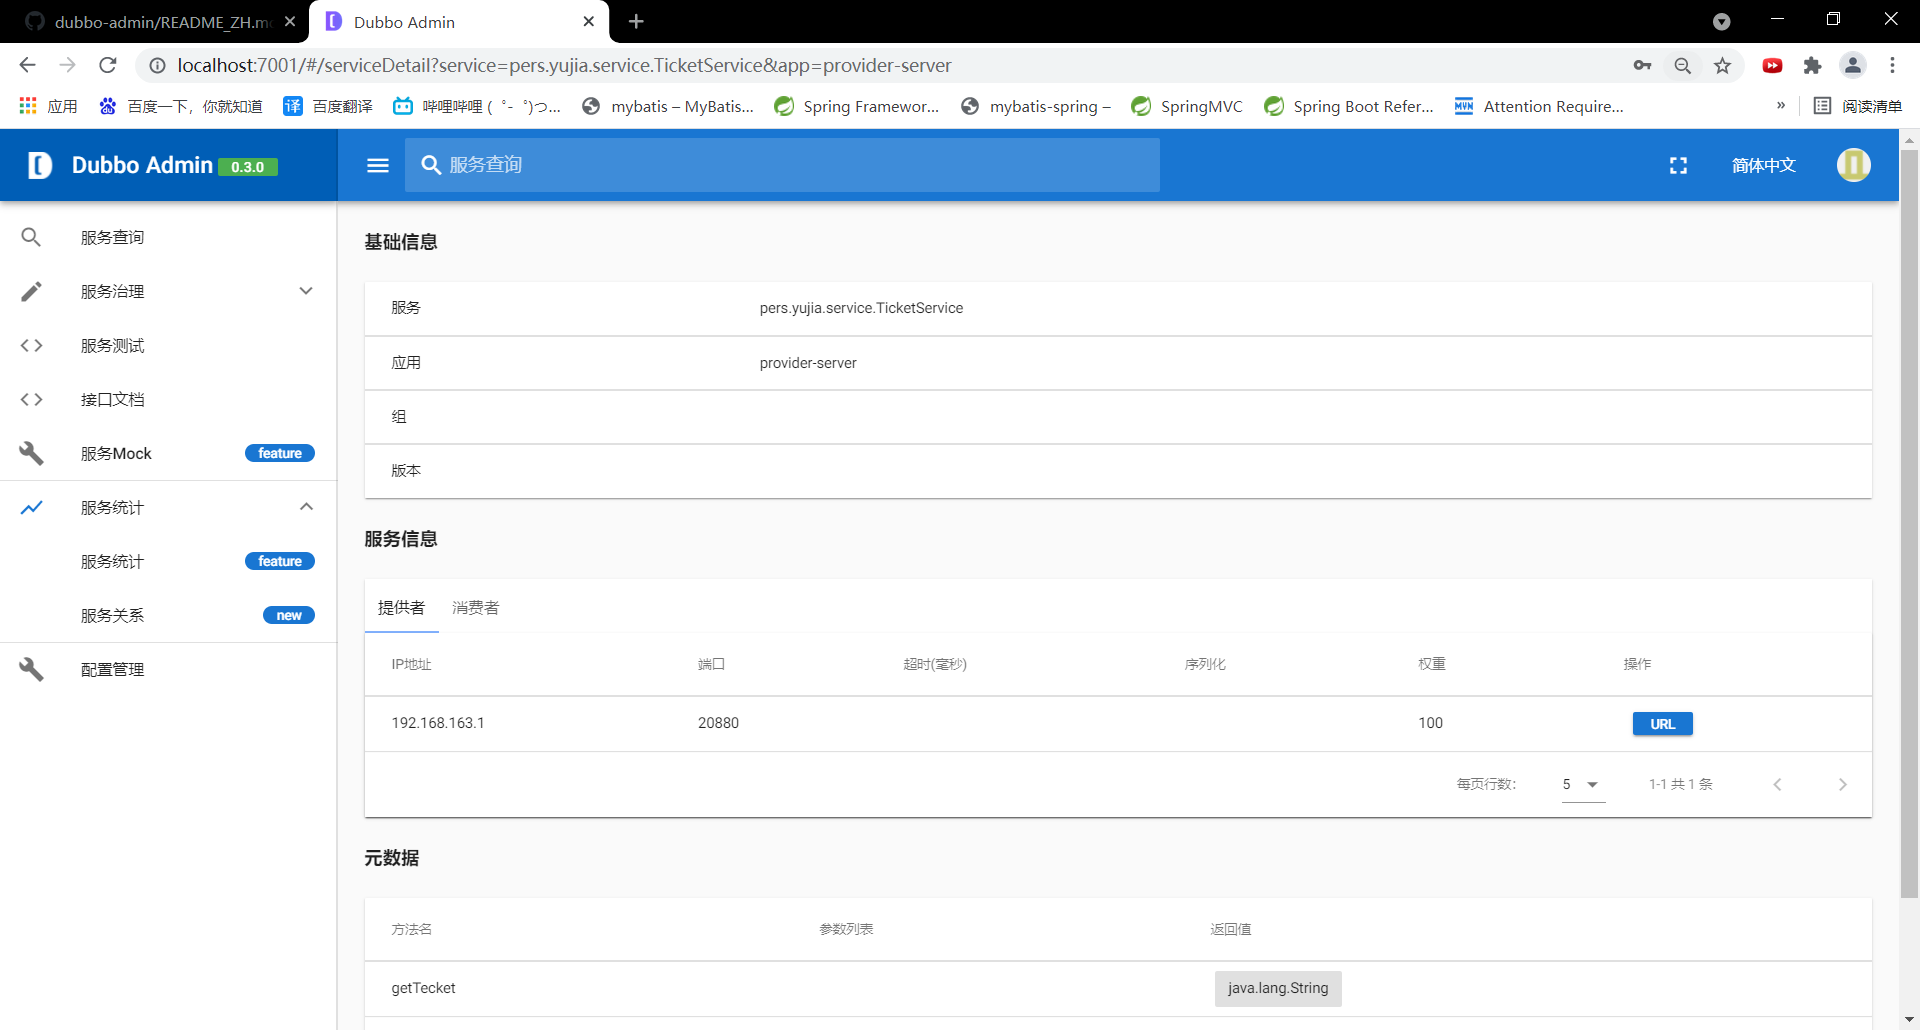 dubbo-admin/README_ZH.m
Dubbo Admin
localhost:7001/#/serviceDetail?service=pers.yujia.service.TicketService&app=provider-server
应用
百度一下，你就知道
译 百度翻译
哔哩哔哩 ( ゜- ゜)つ...
mybatis – MyBatis...
Spring Framewor...
mybatis-spring –
SpringMVC
Spring Boot Refer...
MVN Attention Require...
»
阅读清单
Dubbo Admin 0.3.0
服务查询
简体中文
服务查询
服务治理
服务测试
接口文档
服务Mock feature
服务统计
服务统计 feature
服务关系 new
配置管理
基础信息
服务 pers.yujia.service.TicketService
应用 provider-server
组
版本
服务信息
提供者 消费者
IP地址 端口 超时(毫秒) 序列化 权重 操作
192.168.163.1 20880 100 URL
每页行数: 5 1-1 共 1 条
元数据
方法名 参数列表 返回值
getTecket java.lang.String